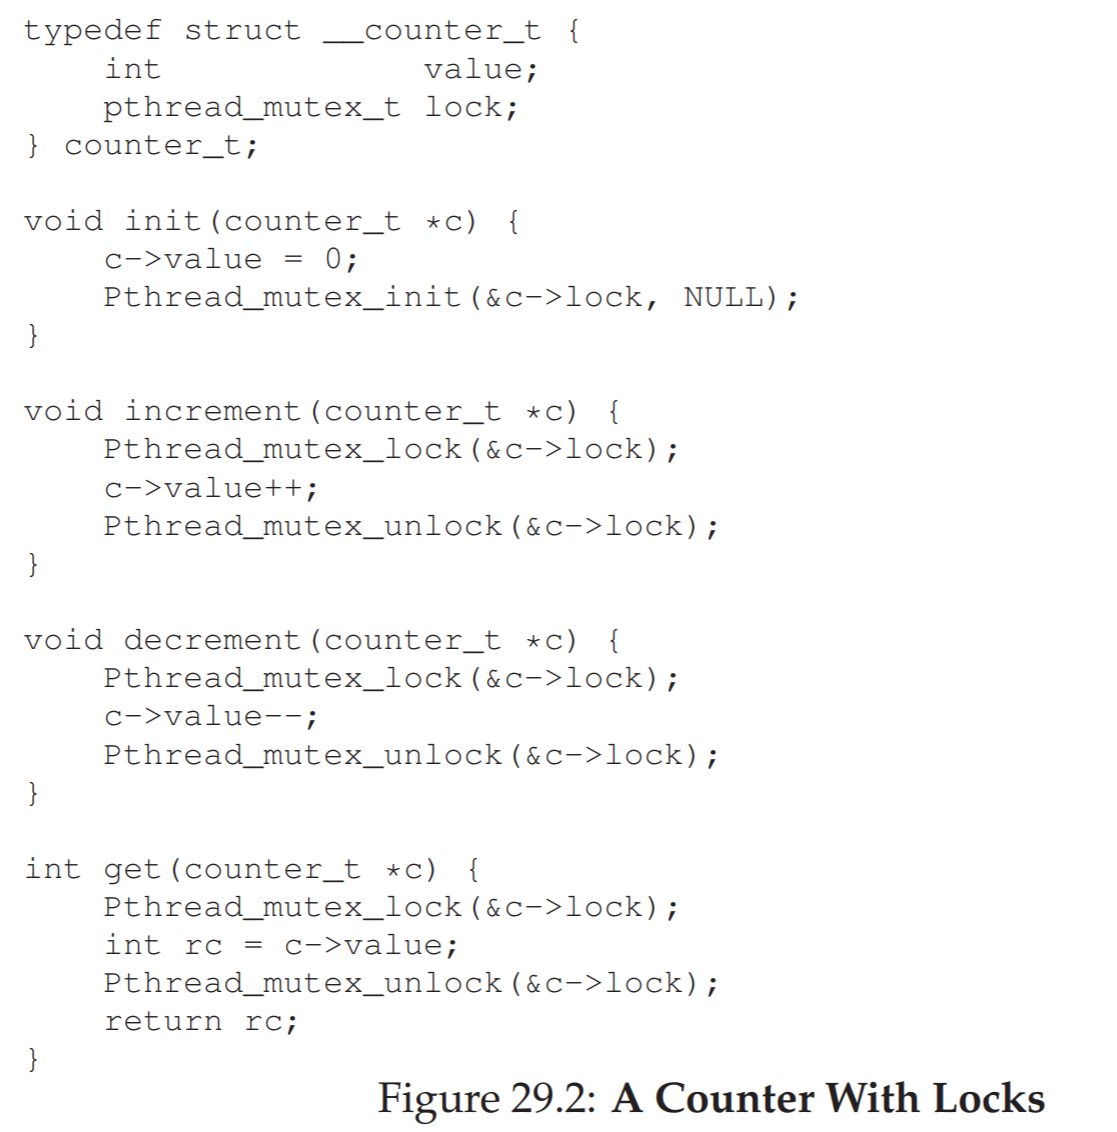 typedef struct __counter_t {
    int             value;
    pthread_mutex_t lock;
} counter_t;

void init(counter_t *c) {
    c->value = 0;
    Pthread_mutex_init(&c->lock, NULL);
}

void increment(counter_t *c) {
    Pthread_mutex_lock(&c->lock);
    c->value++;
    Pthread_mutex_unlock(&c->lock);
}

void decrement(counter_t *c) {
    Pthread_mutex_lock(&c->lock);
    c->value--;
    Pthread_mutex_unlock(&c->lock);
}

int get(counter_t *c) {
    Pthread_mutex_lock(&c->lock);
    int rc = c->value;
    Pthread_mutex_unlock(&c->lock);
    return rc;
}
Figure 29.2: A Counter With Locks